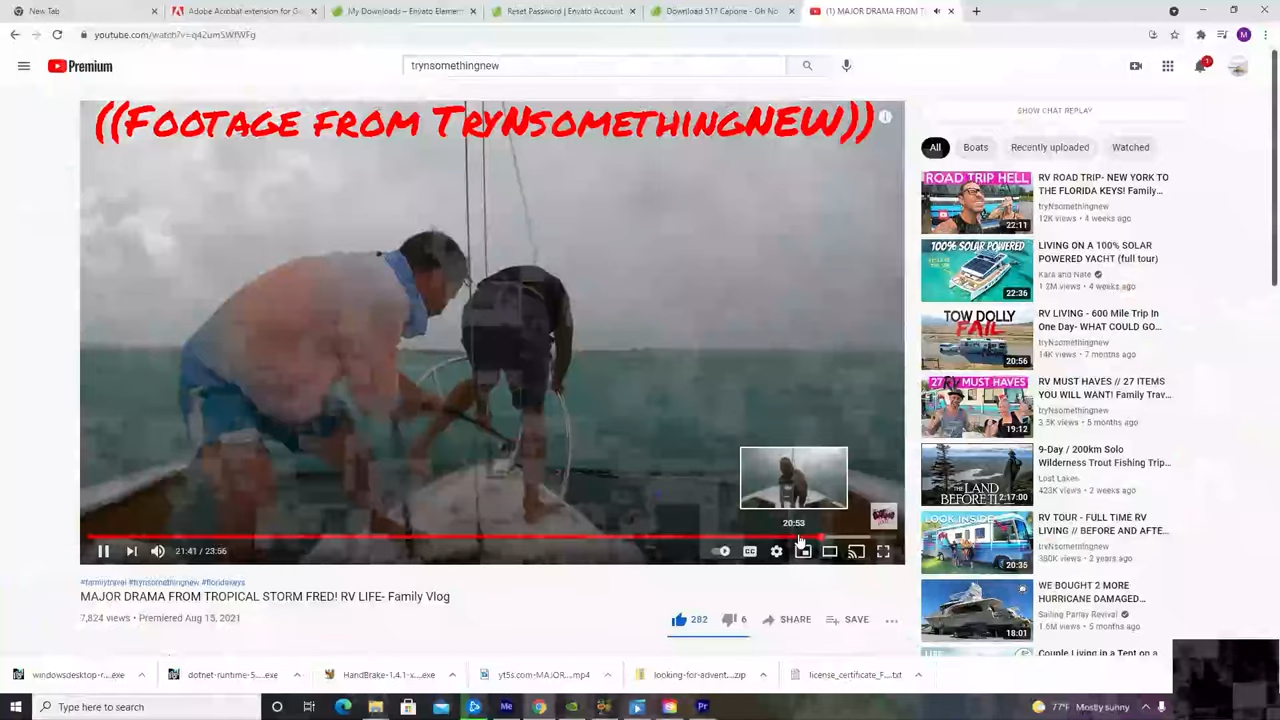 Adobe Acrobat extension for Go
My Downloads – Envato Elemen
Reset Password | Envato Account
Download 517 Capone - Oh No
(1) MAJOR DRAMA FROM T
youtube.com/watch?v=q42um5WfWFg
M
Premium
trynsomethingnew
1
((FOOTAGE FROM TRYNSOMETHINGNEW))
SHOW CHAT REPLAY
All
Boats
Recently uploaded
Watched
ROAD TRIP HELL
22:11
RV ROAD TRIP- NEW YORK TO
THE FLORIDA KEYS! Family...
tryNsomethingnew
12K views • 4 weeks ago
100% SOLAR POWERED
22:36
LIVING ON A 100% SOLAR
POWERED YACHT (full tour)
Kara and Nate
4 weeks ago
TOW DOLLY
FAIL
20:56
RV LIVING - 600 Mile Trip In
One Day- WHAT COULD GO...
tryNsomethingnew
14K views • 7 months ago
27 RV MUST HAVES
19:12
RV MUST HAVES // 27 ITEMS
YOU WILL WANT! Family Trav...
tryNsomethingnew
3.5K views • 5 months ago
THE LAND
BEFORE
2:17:00
9-Day / 200km Solo
Wilderness Trout Fishing Trip...
Lost Lakes
423K views • 2 weeks ago
LOOK INSIDE
20:35
RV TOUR - FULL TIME RV
LIVING // BEFORE AND AFTE...
tryNsomethingnew
380K views • 2 years ago
18:01
WE BOUGHT 2 MORE
HURRICANE DAMAGED...
Sailing Parlay Revival
1.6M views • 5 months ago
Couple Living in a Tent on a
20:53
21:41 / 23:56
CC
#familytravel #trynsomethingnew #floridakeys
MAJOR DRAMA FROM TROPICAL STORM FRED! RV LIFE- Family Vlog
7,824 views • Premiered Aug 15, 2021
282
6
SHARE
SAVE
windowsdesktop-r....exe
dotnet-runtime-5....exe
HandBrake-1.4.1-x....exe
yt5s.com-MAJOR....mp4
looking-for-advent....zip
license_certificate_F....txt
Type here to search
Me
Pr
77°F Mostly sunny